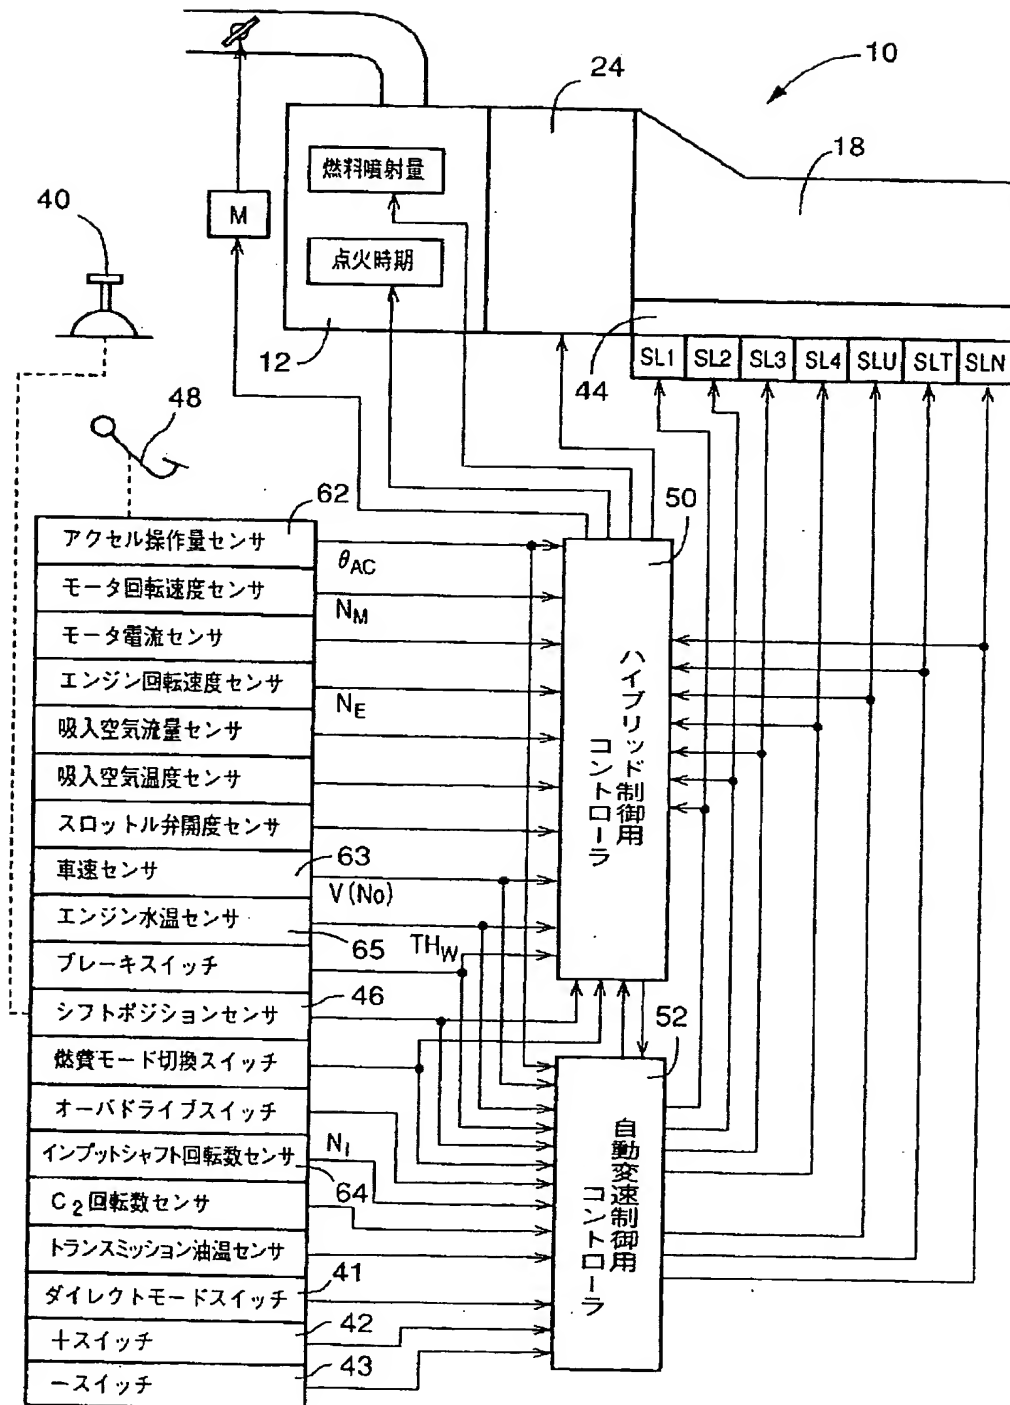 10
24
18
燃料噴射量
40
M
点火時期
12
44
SL1 SL2 SL3 SL4 SLU SLT SLN
48
62
50
アクセル操作量センサ
θAC
モータ回転速度センサ
NM
モータ電流センサ
エンジン回転速度センサ
NE
吸入空気流量センサ
吸入空気温度センサ
スロットル弁開度センサ
車速センサ
63
V(No)
エンジン水温センサ
65
THW
ブレーキスイッチ
46
シフトポジションセンサ
52
燃費モード切換スイッチ
オーバドライブスイッチ
インプットシャフト回転数センサ
NI
64
C2回転数センサ
トランスミッション油温センサ
41
ダイレクトモードスイッチ
42
+スイッチ
43
−スイッチ
ハイブリッド制御用
コントローラ
自動変速制御用
コントローラ